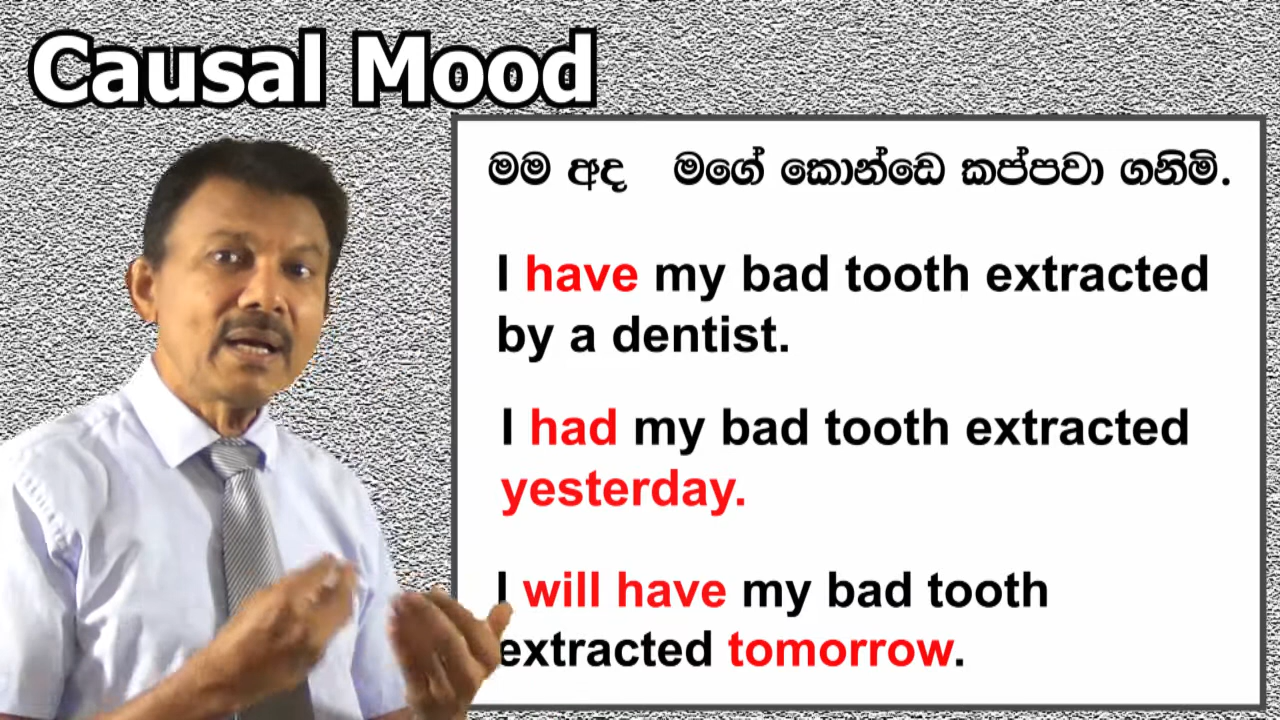 Causal Mood
මම අද මගේ කොන්ඩෙ කප්පවා ගනිමි.
I have my bad tooth extracted
by a dentist.
I had my bad tooth extracted
yesterday.
I will have my bad tooth
extracted tomorrow.